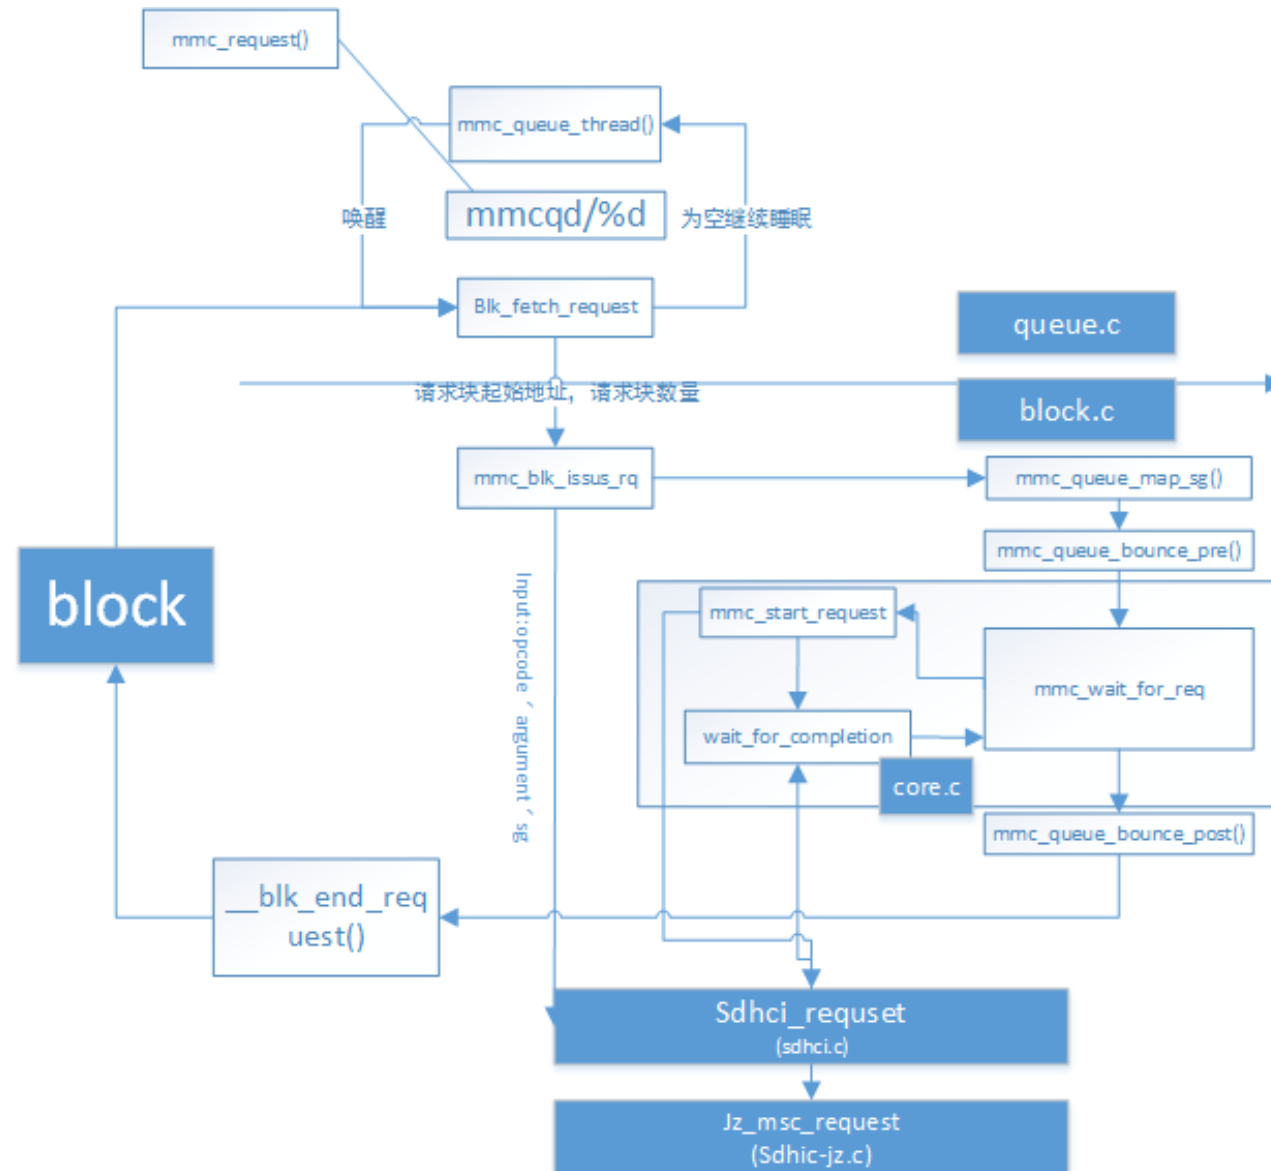 mmc_request()
mmc_queue_thread()
唤醒
mmcqd/%d
为空继续睡眠
Blk_fetch_request
queue.c
请求块起始地址，请求块数量
block.c
mmc_blk_issus_rq
mmc_queue_map_sg()
mmc_queue_bounce_pre()
block
Input:opcode，argument，sg
mmc_start_request
mmc_wait_for_req
wait_for_completion
core.c
mmc_queue_bounce_post()
__blk_end_req
uest()
Sdhci_requset
(sdhci.c)
Jz_msc_request
(Sdhic-jz.c)